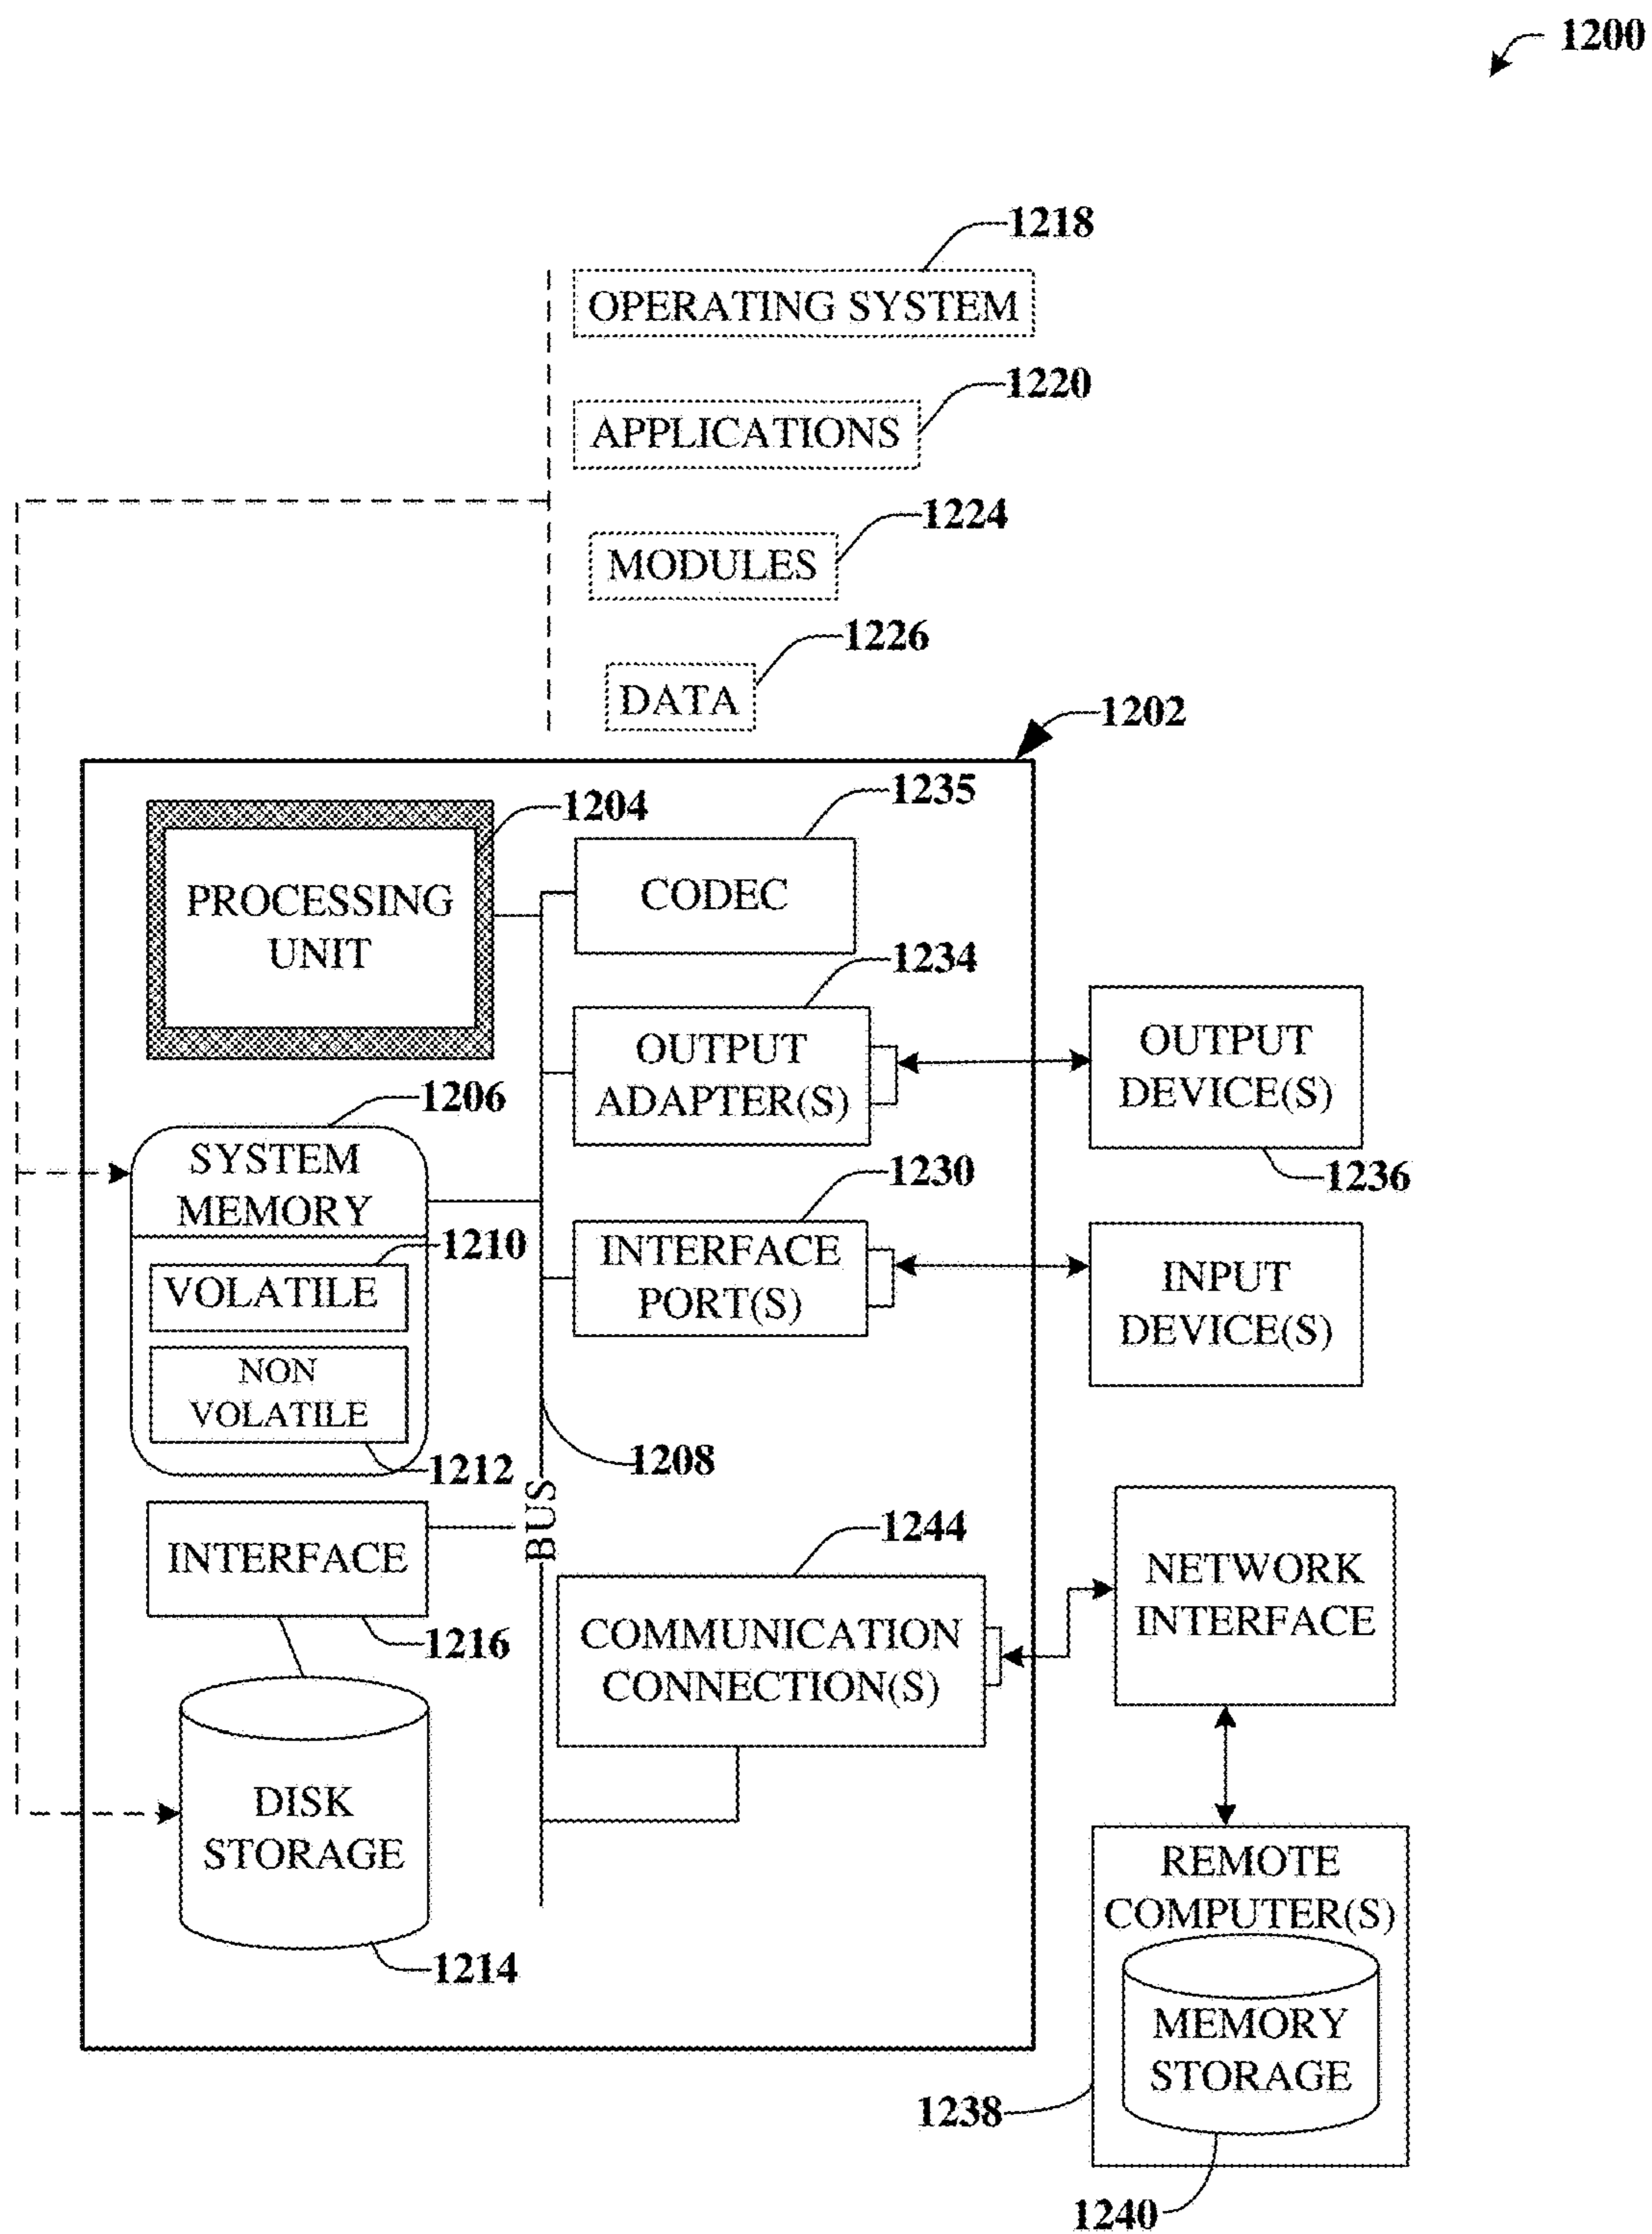 1200
1218
OPERATING SYSTEM
1220
APPLICATIONS
1224
MODULES
1226
DATA
1202
1204
PROCESSING
UNIT
1235
CODEC
1234
OUTPUT
ADAPTER(S)
OUTPUT
DEVICE(S)
1236
1206
SYSTEM
MEMORY
1210
VOLATILE
NON
VOLATILE
1212
1230
INTERFACE
PORT(S)
INPUT
DEVICE(S)
1208
BUS
INTERFACE
1216
1244
COMMUNICATION
CONNECTION(S)
NETWORK
INTERFACE
DISK
STORAGE
1214
REMOTE
COMPUTER(S)
MEMORY
STORAGE
1238
1240